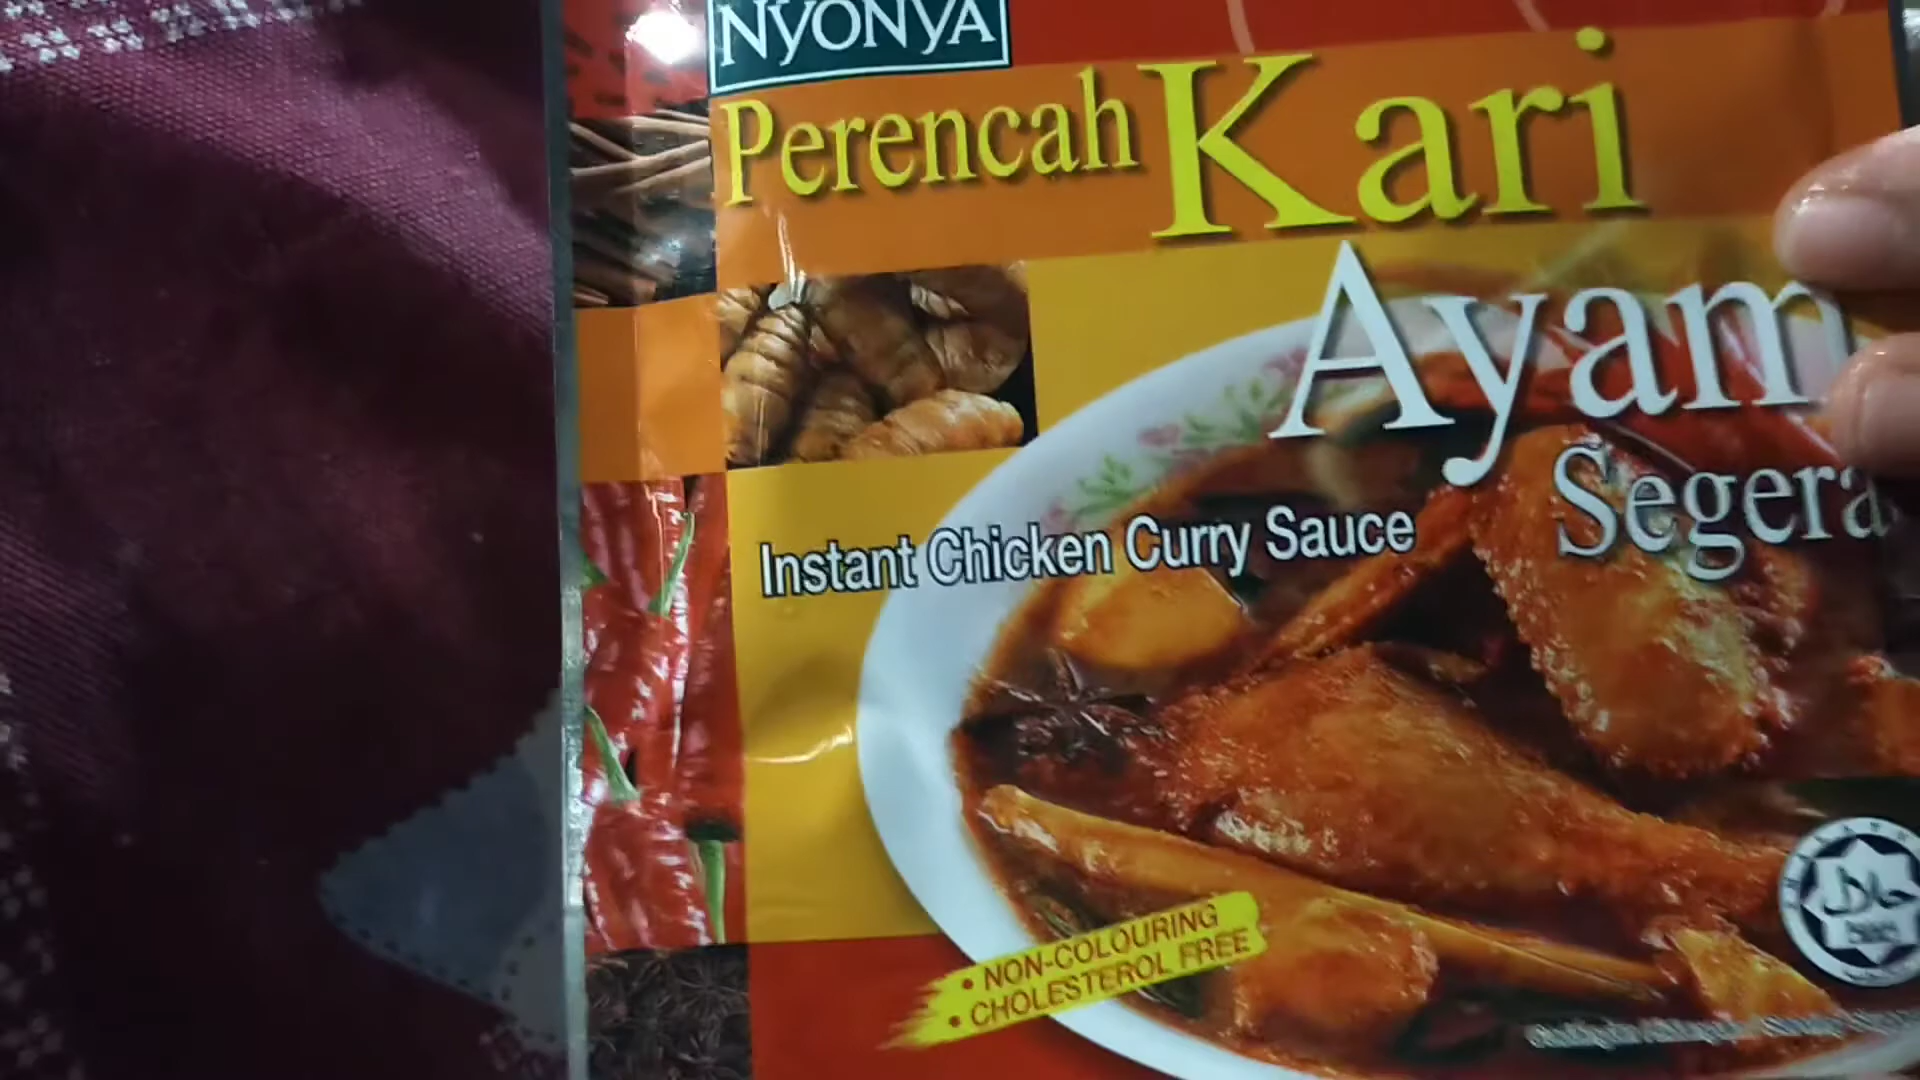 NYONYA
Perencah Kari
Ayam
Segera
Instant Chicken Curry Sauce
• NON-COLOURING
• CHOLESTEROL FREE